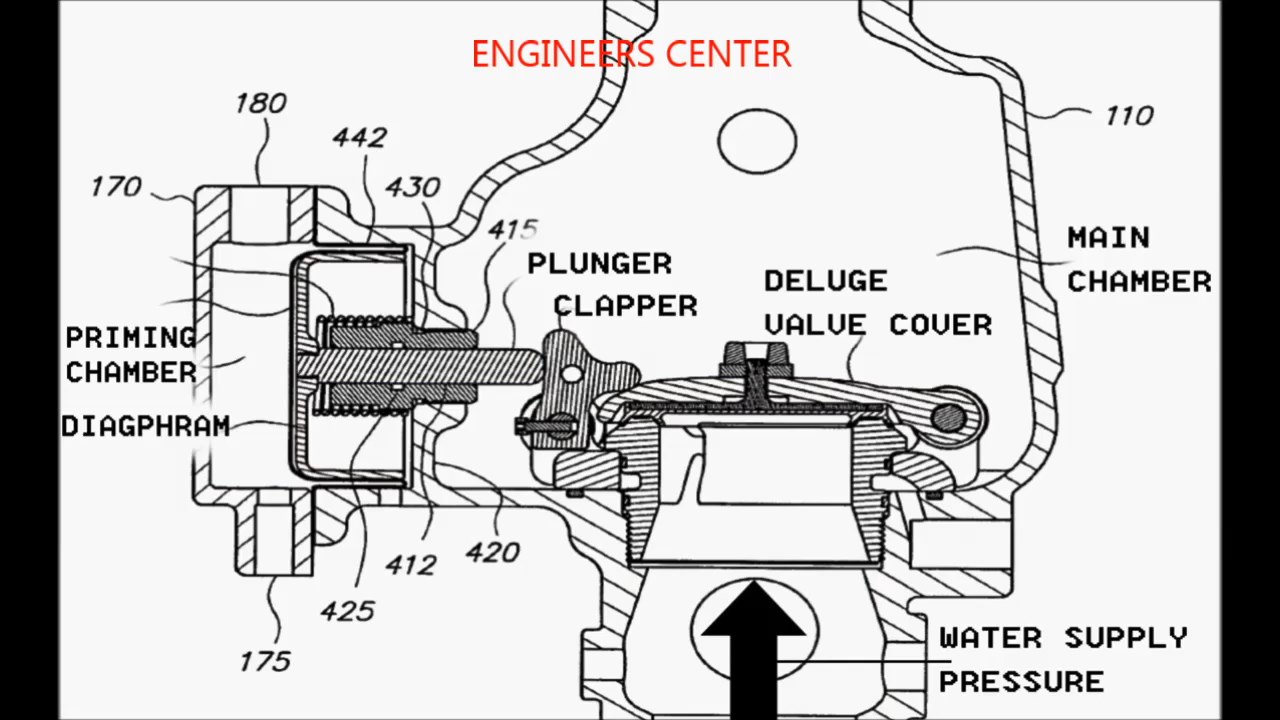 ENGINEERS CENTER
180
110
442
170
430
415
PLUNGER
CLAPPER
MAIN
CHAMBER
DELUGE
VALVE COVER
PRIMING
CHAMBER
DIAGPHRAM
412
420
425
175
WATER SUPPLY
PRESSURE